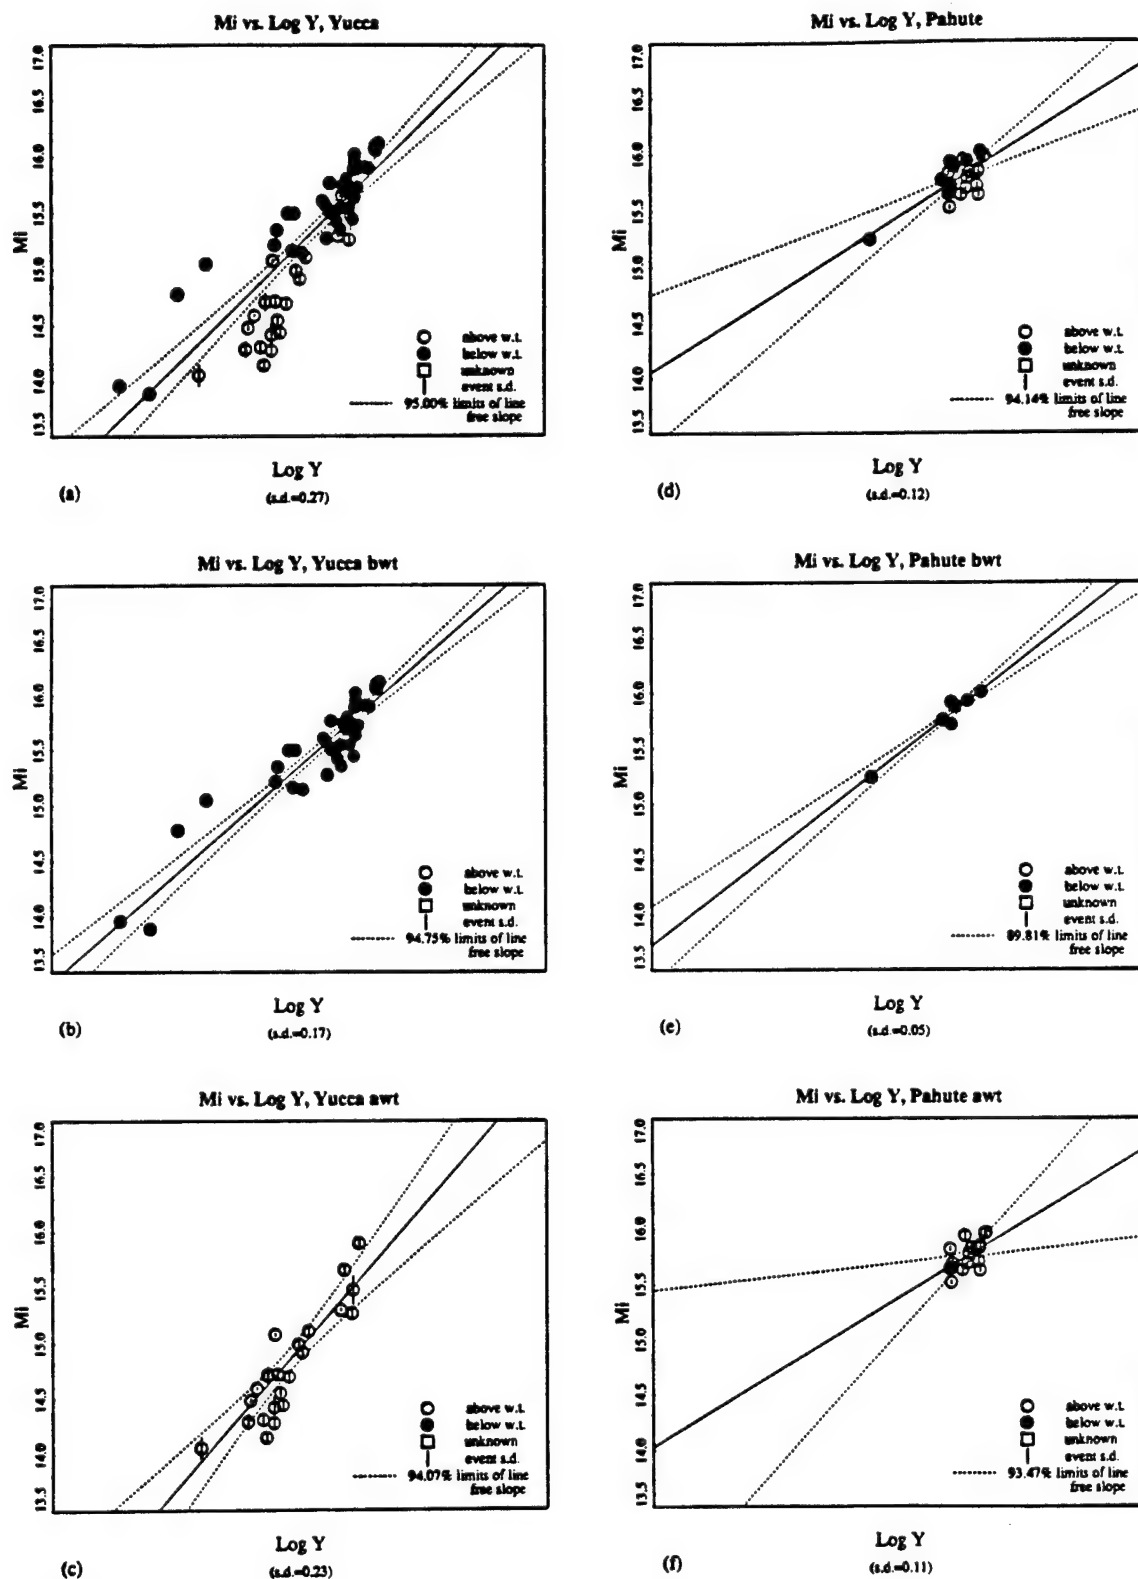 Mi vs. Log Y, Yucca
17.0
16.5
16.0
15.5
15.0
14.5
14.0
13.5
Mi
above w.t.
below w.t.
unknown
event s.d.
95.00% limits of line
free slope
Log Y
(a)
(s.d.=0.27)
Mi vs. Log Y, Pahute
17.0
16.5
16.0
15.5
15.0
14.5
14.0
13.5
Mi
above w.t.
below w.t.
unknown
event s.d.
94.14% limits of line
free slope
Log Y
(d)
(s.d.=0.12)
Mi vs. Log Y, Yucca bwt
17.0
16.5
16.0
15.5
15.0
14.5
14.0
13.5
Mi
above w.t.
below w.t.
unknown
event s.d.
94.75% limits of line
free slope
Log Y
(b)
(s.d.=0.17)
Mi vs. Log Y, Pahute bwt
17.0
16.5
16.0
15.5
15.0
14.5
14.0
13.5
Mi
above w.t.
below w.t.
unknown
event s.d.
89.81% limits of line
free slope
Log Y
(e)
(s.d.=0.05)
Mi vs. Log Y, Yucca awt
17.0
16.5
16.0
15.5
15.0
14.5
14.0
13.5
Mi
above w.t.
below w.t.
unknown
event s.d.
94.07% limits of line
free slope
Log Y
(c)
(s.d.=0.23)
Mi vs. Log Y, Pahute awt
17.0
16.5
16.0
15.5
15.0
14.5
14.0
13.5
Mi
above w.t.
below w.t.
unknown
event s.d.
93.47% limits of line
free slope
Log Y
(f)
(s.d.=0.11)